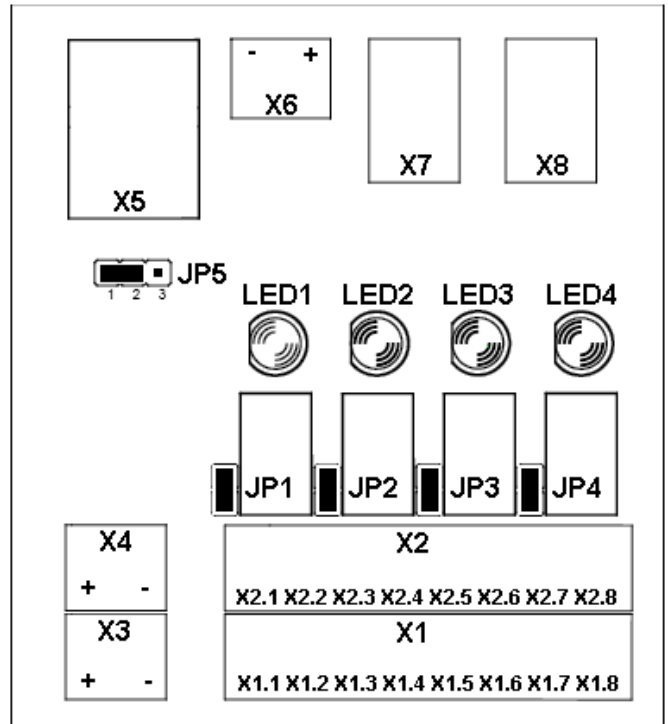 - +
X6
X7 X8
X5
JP5
1 2 3
LED1 LED2 LED3 LED4
JP1 JP2 JP3 JP4
X4 X2
+ -
X2.1 X2.2 X2.3 X2.4 X2.5 X2.6 X2.7 X2.8
X3 X1
+ -
X1.1 X1.2 X1.3 X1.4 X1.5 X1.6 X1.7 X1.8